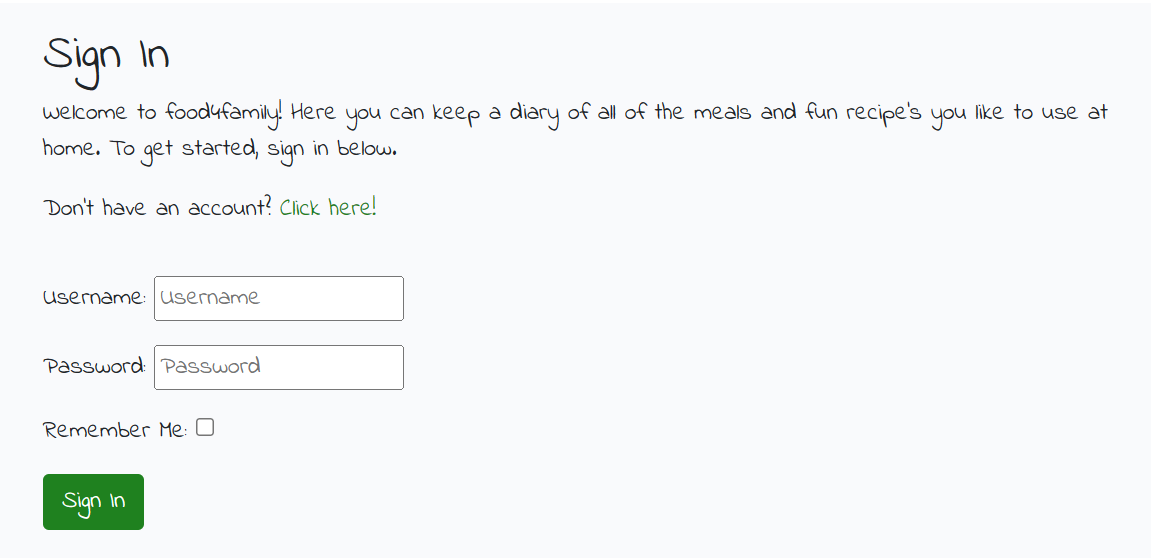 Sign In
Welcome to food4family! Here you can keep a diary of all of the meals and fun recipe's you like to use at
home. To get started, sign in below.
Don't have an account? Click here!
Username: Username
Password: Password
Remember Me:
Sign In